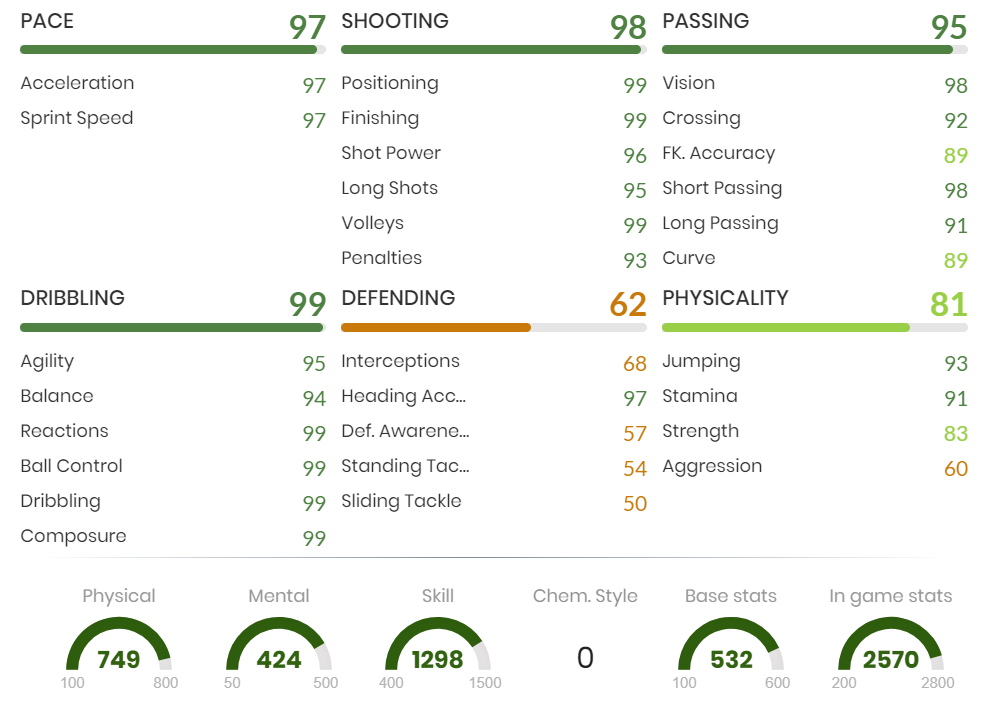 PACE 97
Acceleration 97
Sprint Speed 97
SHOOTING 98
Positioning 99
Finishing 99
Shot Power 96
Long Shots 95
Volleys 99
Penalties 93
PASSING 95
Vision 98
Crossing 92
FK. Accuracy 89
Short Passing 98
Long Passing 91
Curve 89
DRIBBLING 99
Agility 95
Balance 94
Reactions 99
Ball Control 99
Dribbling 99
Composure 99
DEFENDING 62
Interceptions 68
Heading Acc... 97
Def. Awarene... 57
Standing Tac... 54
Sliding Tackle 50
PHYSICALITY 81
Jumping 93
Stamina 91
Strength 83
Aggression 60
Physical
749
100 800
Mental
424
50 500
Skill
1298
400 1500
Chem. Style
0
Base stats
532
100 600
In game stats
2570
200 2800